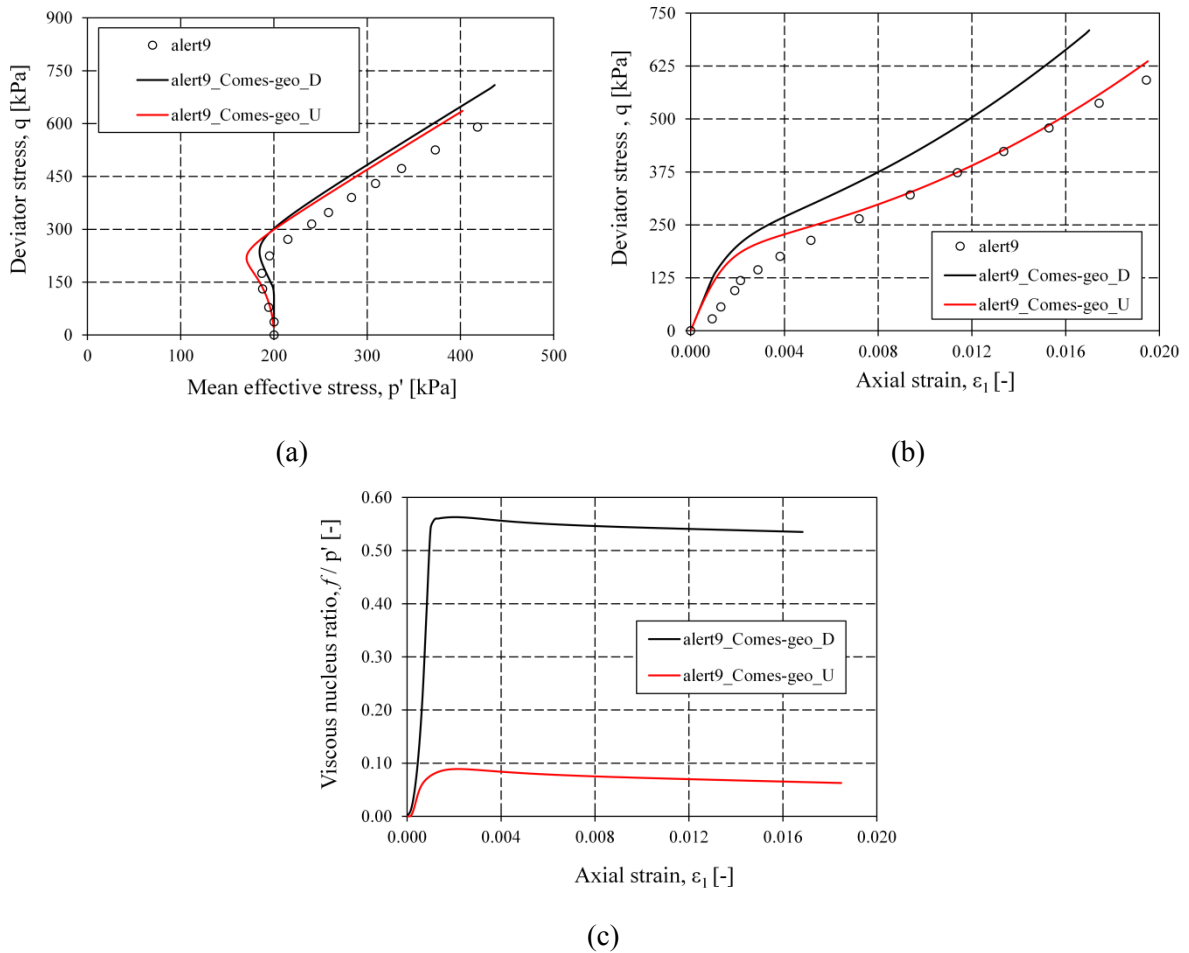 900
750
600
450
300
150
0
Deviator stress, q [kPa]
alert9
alert9_Comes-geo_D
alert9_Comes-geo_U
0 100 200 300 400 500
Mean effective stress, p' [kPa]
(a)
750
625
500
375
250
125
0
Deviator stress , q [kPa]
alert9
alert9_Comes-geo_D
alert9_Comes-geo_U
0.000 0.004 0.008 0.012 0.016 0.020
Axial strain, ε1 [-]
(b)
0.60
0.50
0.40
0.30
0.20
0.10
0.00
Viscous nucleus ratio, f / p' [-]
alert9_Comes-geo_D
alert9_Comes-geo_U
0.000 0.004 0.008 0.012 0.016 0.020
Axial strain, ε1 [-]
(c)